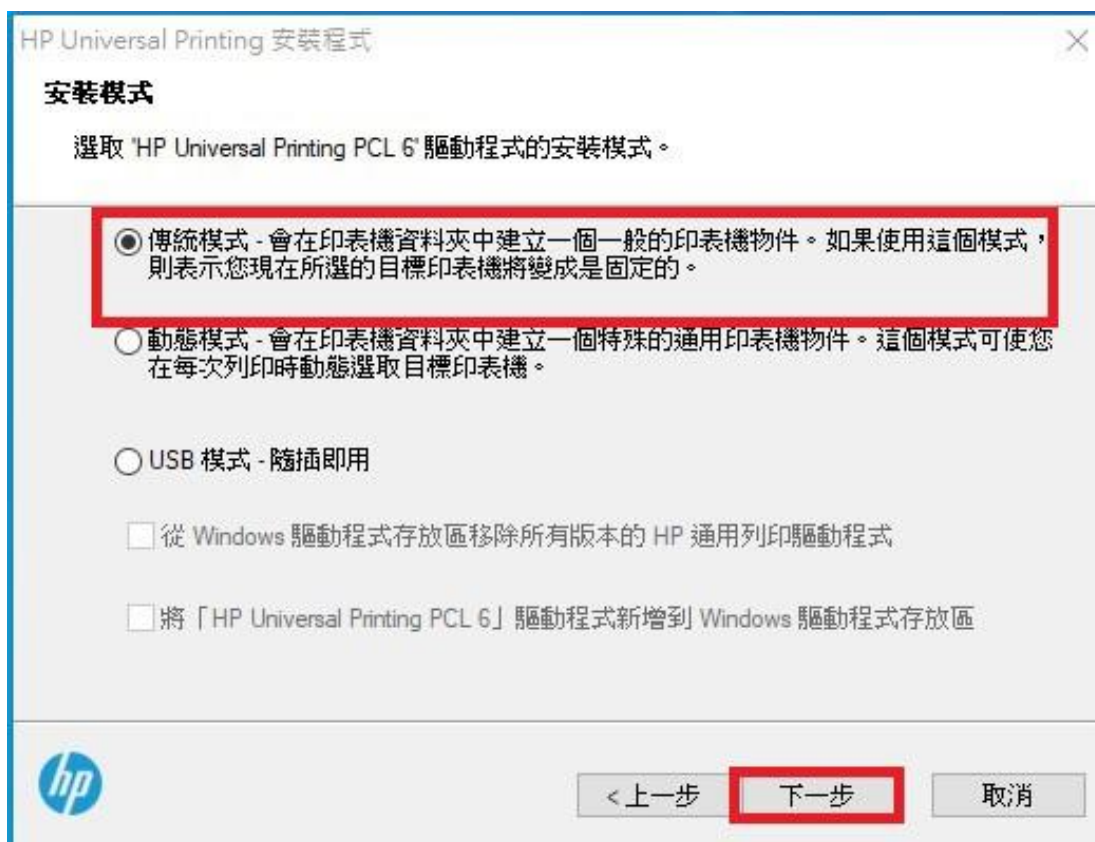 HP Universal Printing 安裝程式
安裝模式
選取 "HP Universal Printing PCL 6" 驅動程式的安裝模式。
傳統模式 - 會在印表機資料夾中建立一個一般的印表機物件。如果使用這個模式，
則表示您現在所選的目標印表機將變成是固定的。
動態模式 - 會在印表機資料夾中建立一個特殊的通用印表機物件。這個模式可使您
在每次列印時動態選取目標印表機。
USB 模式 - 隨插即用
從 Windows 驅動程式存放區移除所有版本的 HP 通用列印驅動程式
將「HP Universal Printing PCL 6」驅動程式新增到 Windows 驅動程式存放區
hp
<上一步
下一步
取消